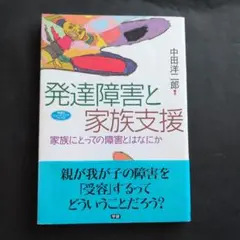 中田洋二郎
発達障害と
家族支援
家族にとっての障害とはなにか
親が我が子の障害を
「受容」するって
どういうことだろう?
学研